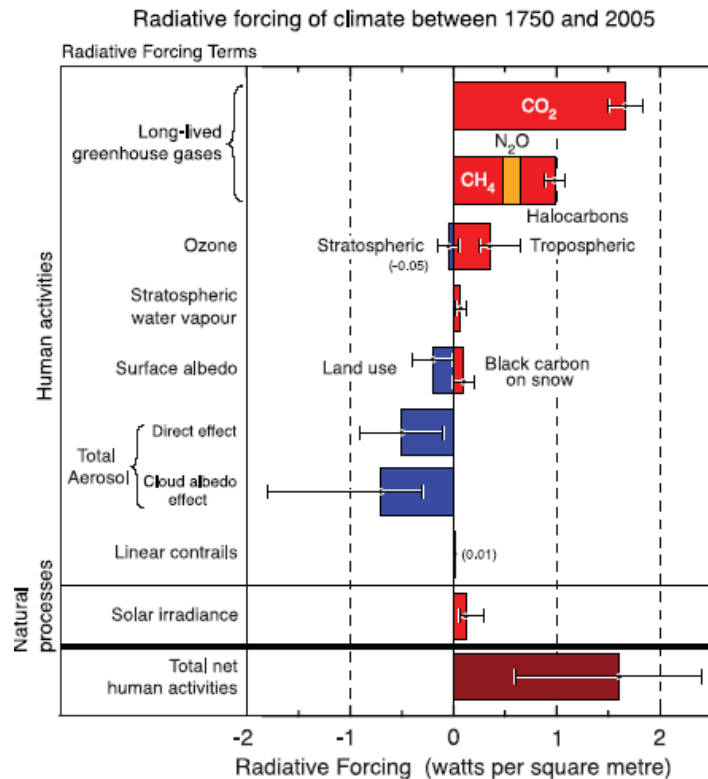 Radiative forcing of climate between 1750 and 2005
Radiative Forcing Terms
Human activities
Long-lived
greenhouse gases
CO₂
N₂O
CH₄
Halocarbons
Ozone
Stratospheric
(-0.05)
Tropospheric
Stratospheric
water vapour
Surface albedo
Land use
Black carbon
on snow
Total
Aerosol
Direct effect
Cloud albedo
effect
Linear contrails
(0.01)
Natural
processes
Solar irradiance
Total net
human activities
-2 -1 0 1 2
Radiative Forcing (watts per square metre)